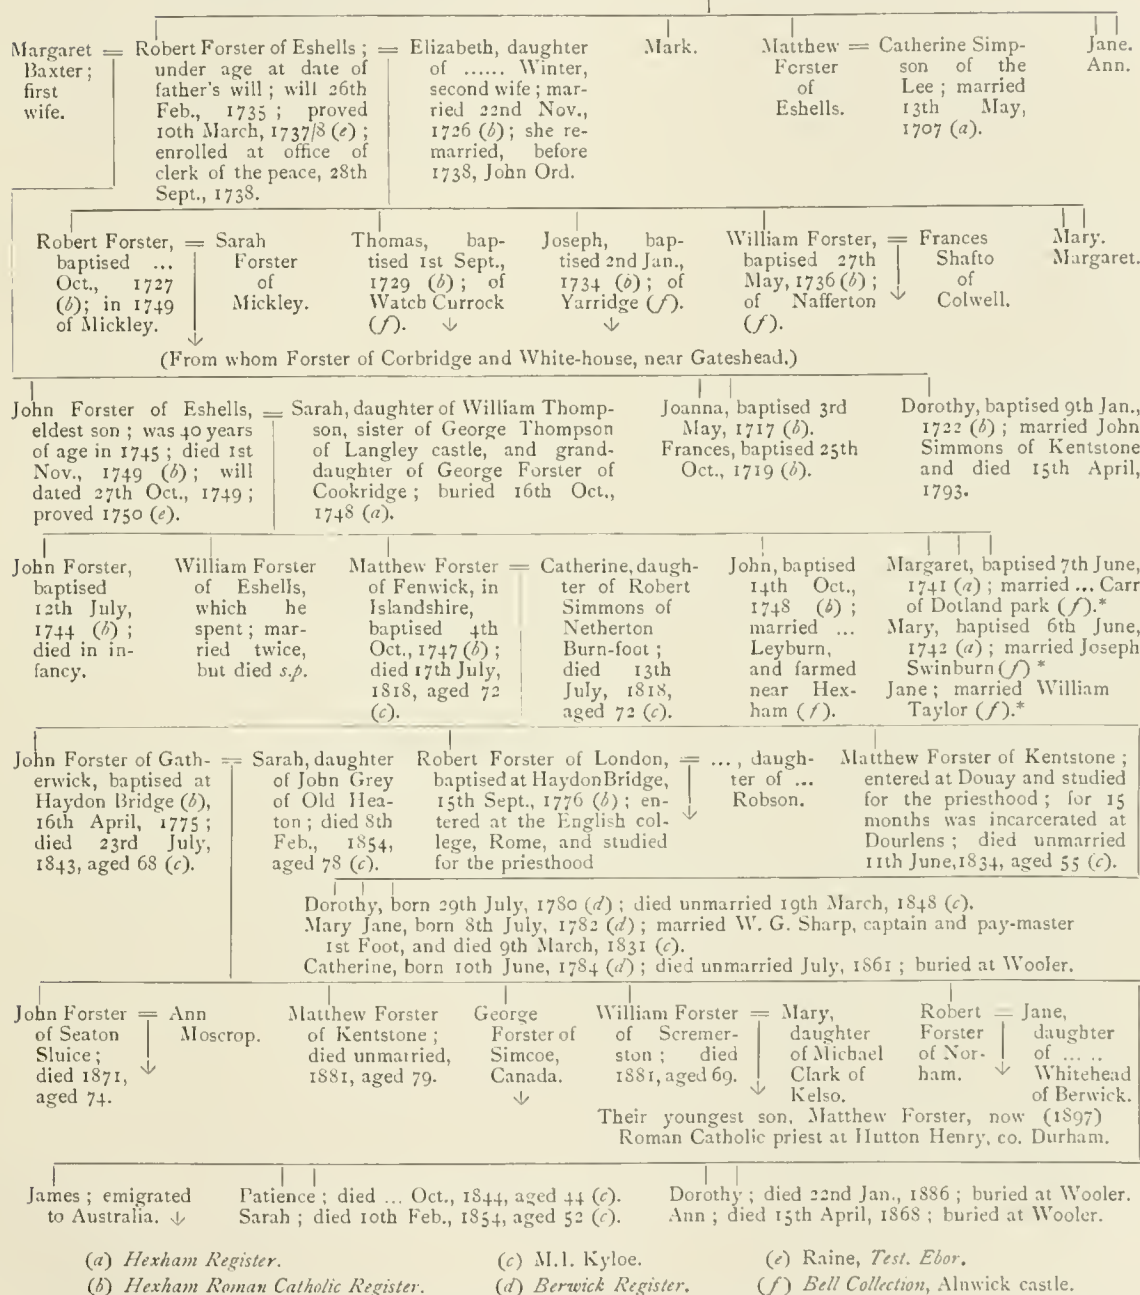 Margaret = Robert Forster of Eshells ; = Elizabeth, daughter Mark. Matthew = Catherine Simp- Jane.
Baxter ; under age at date of of ...... Winter, Forster son of the Ann.
first father's will ; will 26th second wife ; mar- of Lee ; married
wife. Feb., 1735 ; proved ried 22nd Nov., Eshells. 13th May,
10th March, 1737/8 (e) ; 1726 (b) ; she re- 1707 (a).
enrolled at office of married, before
clerk of the peace, 28th 1738, John Ord.
Sept., 1738.
Robert Forster, = Sarah Thomas, bap- Joseph, bap- William Forster, = Frances Mary.
baptised ... Forster tised 1st Sept., tised 2nd Jan., baptised 27th Shafto Margaret.
Oct., 1727 of 1729 (b) ; of 1734 (b) ; of May, 1736 (b) ; of
(b); in 1749 Mickley. Watch Currock Yarridge (f). of Nafferton Colwell.
of Mickley. (f). (f).
(From whom Forster of Corbridge and White-house, near Gateshead.)
John Forster of Eshells, = Sarah, daughter of William Thomp- Joanna, baptised 3rd Dorothy, baptised 9th Jan.,
eldest son ; was 40 years son, sister of George Thompson May, 1717 (b). 1722 (b) ; married John
of age in 1745 ; died 1st of Langley castle, and grand- Frances, baptised 25th Simmons of Kentstone
Nov., 1749 (b) ; will daughter of George Forster of Oct., 1719 (b). and died 15th April,
dated 27th Oct., 1749 ; Cookridge ; buried 16th Oct., 1793.
proved 1750 (e). 1748 (a).
John Forster, William Forster Matthew Forster = Catherine, daugh- John, baptised Margaret, baptised 7th June,
baptised of Eshells, of Fenwick, in ter of Robert 14th Oct., 1741 (a) ; married ... Carr
12th July, which he Islandshire, Simmons of 1748 (b) ; of Dotland park (f).*
1744 (b) ; spent ; mar- baptised 4th Netherton married ... Mary, baptised 6th June,
died in in- ried twice, Oct., 1747 (b) ; Burn-foot ; Leyburn, 1742 (a) ; married Joseph
fancy. but died s.p. died 17th July, died 13th and farmed Swinburn (f) *
1818, aged 72 July, 1818, near Hex- Jane ; married William
(c). aged 72 (c). ham (f). Taylor (f).*
John Forster of Gath- = Sarah, daughter Robert Forster of London, = ..., daugh- Matthew Forster of Kentstone ;
erwick, baptised at of John Grey baptised at Haydon Bridge, ter of ... entered at Douay and studied
Haydon Bridge (b), of Old Hea- 15th Sept., 1776 (b) ; en- Robson. for the priesthood ; for 15
16th April, 1775 ; ton ; died 8th tered at the English col- months was incarcerated at
died 23rd July, Feb., 1854, lege, Rome, and studied Dourlens ; died unmarried
1843, aged 68 (c). aged 78 (c). for the priesthood 11th June, 1834, aged 55 (c).
Dorothy, born 29th July, 1780 (d) ; died unmarried 19th March, 1848 (c).
Mary Jane, born 8th July, 1782 (d) ; married W. G. Sharp, captain and pay-master
1st Foot, and died 9th March, 1831 (c).
Catherine, born 10th June, 1784 (d) ; died unmarried July, 1861 ; buried at Wooler.
John Forster = Ann Matthew Forster George William Forster = Mary, Robert = Jane,
of Seaton Moscrop. of Kentstone ; Forster of of Scremer- daughter Forster daughter
Sluice ; died unmarried, Simcoe, ston ; died of Michael of Nor- of ... ..
died 1871, 1881, aged 79. Canada. 1881, aged 69. Clark of ham. Whitehead
aged 74. Kelso. of Berwick.
Their youngest son, Matthew Forster, now (1897)
Roman Catholic priest at Hutton Henry, co. Durham.
James ; emigrated Patience ; died ... Oct., 1844, aged 44 (c). Dorothy ; died 22nd Jan., 1886 ; buried at Wooler.
to Australia. Sarah ; died 10th Feb., 1854, aged 52 (c). Ann ; died 15th April, 1868 ; buried at Wooler.
(a) Hexham Register. (c) M.I. Kyloe. (e) Raine, Test. Ebor.
(b) Hexham Roman Catholic Register. (d) Berwick Register. (f) Bell Collection, Alnwick castle.